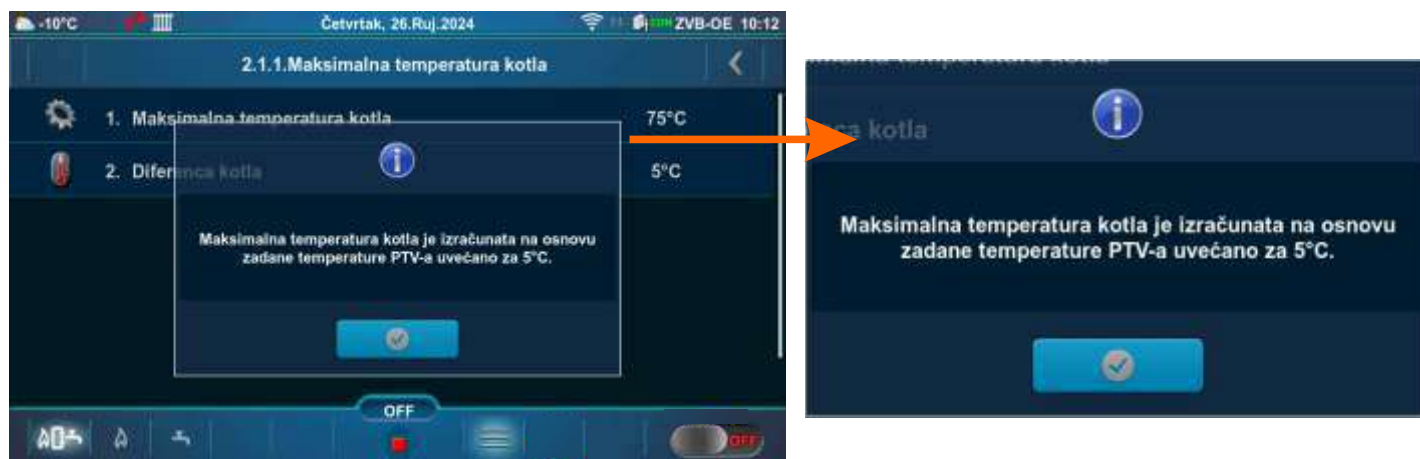 -10°C
Četvrtak, 26.Ruj.2024
ZVB-OE 10:12
2.1.1.Maksimalna temperatura kotla
1. Maksimalna temperatura kotla 75°C
2. Diferenca kotla 5°C
Maksimalna temperatura kotla je izračunata na osnovu
zadane temperature PTV-a uvećano za 5°C.
OFF
OFF
kotla
Maksimalna temperatura kotla je izračunata na osnovu
zadane temperature PTV-a uvećano za 5°C.